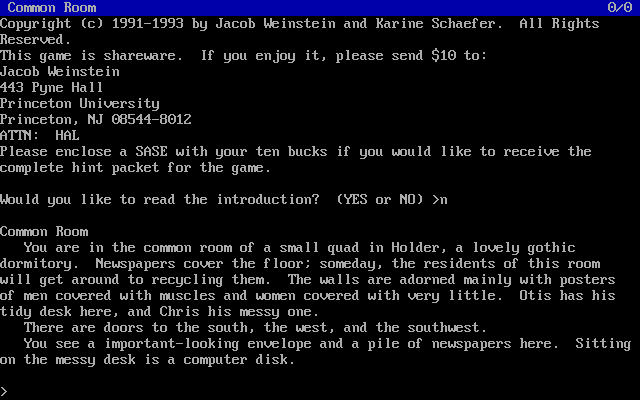 Common Room 0/0
Copyright (c) 1991-1993 by Jacob Weinstein and Karine Schaefer.  All Rights
Reserved.
This game is shareware.  If you enjoy it, please send $10 to:
Jacob Weinstein
443 Pyne Hall
Princeton University
Princeton, NJ 08544-8012
ATTN:  HAL
Please enclose a SASE with your ten bucks if you would like to receive the
complete hint packet for the game.
Would you like to read the introduction?  (YES or NO) >n
Common Room
You are in the common room of a small quad in Holder, a lovely gothic
dormitory.  Newspapers cover the floor; someday, the residents of this room
will get around to recycling them.  The walls are adorned mainly with posters
of men covered with muscles and women covered with very little.  Otis has his
tidy desk here, and Chris his messy one.
There are doors to the south, the west, and the southwest.
You see a important-looking envelope and a pile of newspapers here.  Sitting
on the messy desk is a computer disk.
>